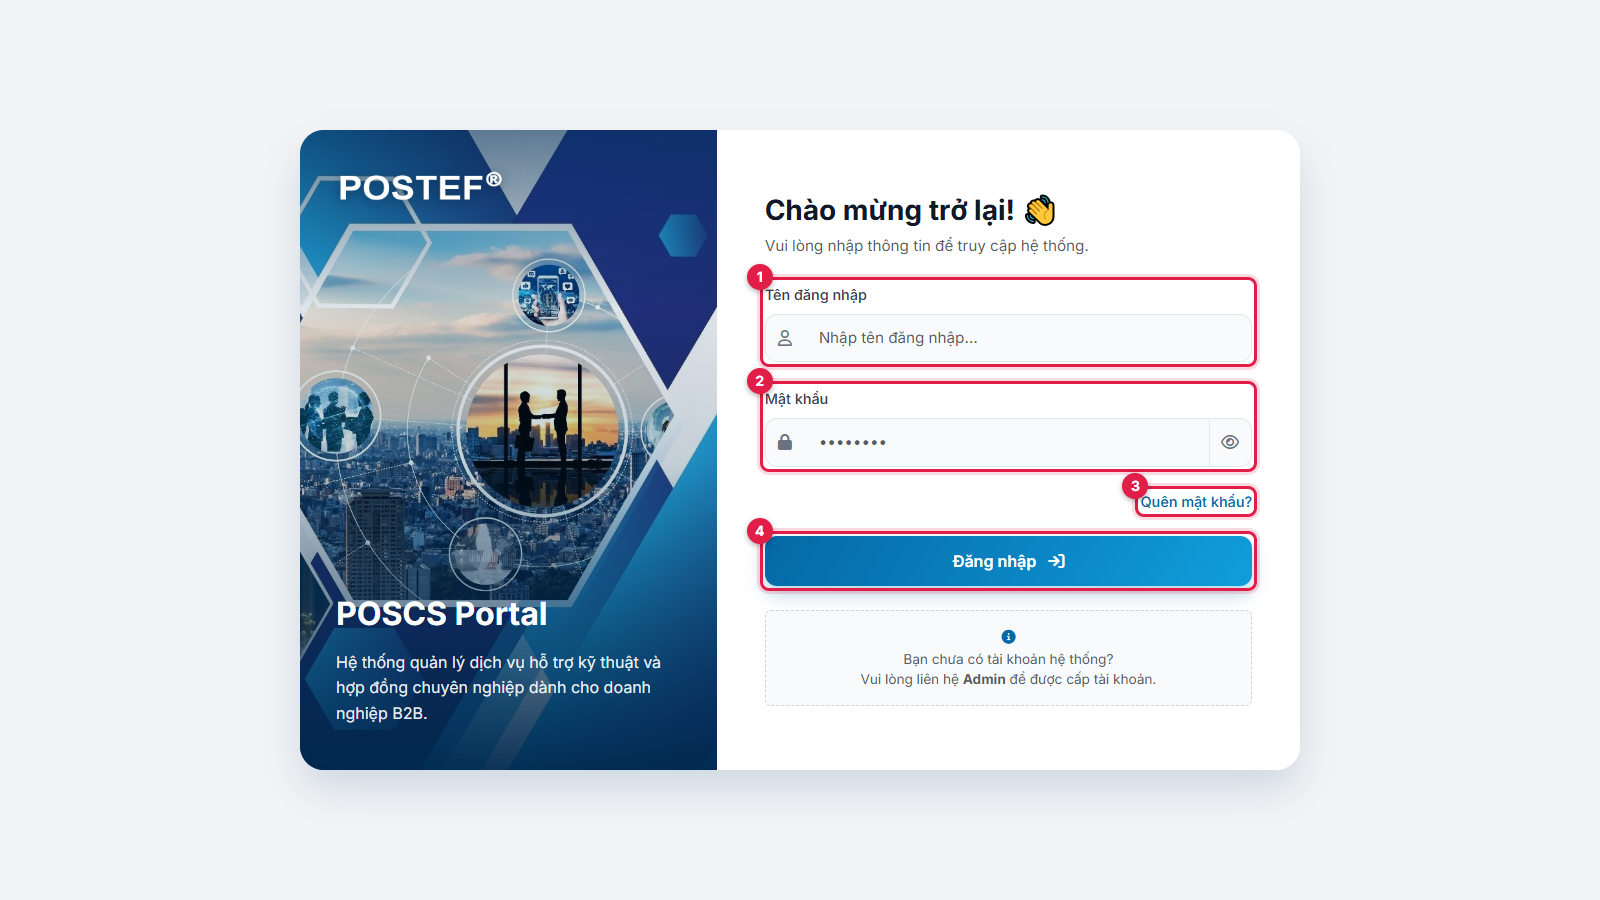 POSTEF®
POSCS Portal
Hệ thống quản lý dịch vụ hỗ trợ kỹ thuật và
hợp đồng chuyên nghiệp dành cho doanh
nghiệp B2B.
Chào mừng trở lại! 👋
Vui lòng nhập thông tin để truy cập hệ thống.
1
Tên đăng nhập
Nhập tên đăng nhập...
2
Mật khẩu
••••••••
3
Quên mật khẩu?
4
Đăng nhập
Bạn chưa có tài khoản hệ thống?
Vui lòng liên hệ Admin để được cấp tài khoản.